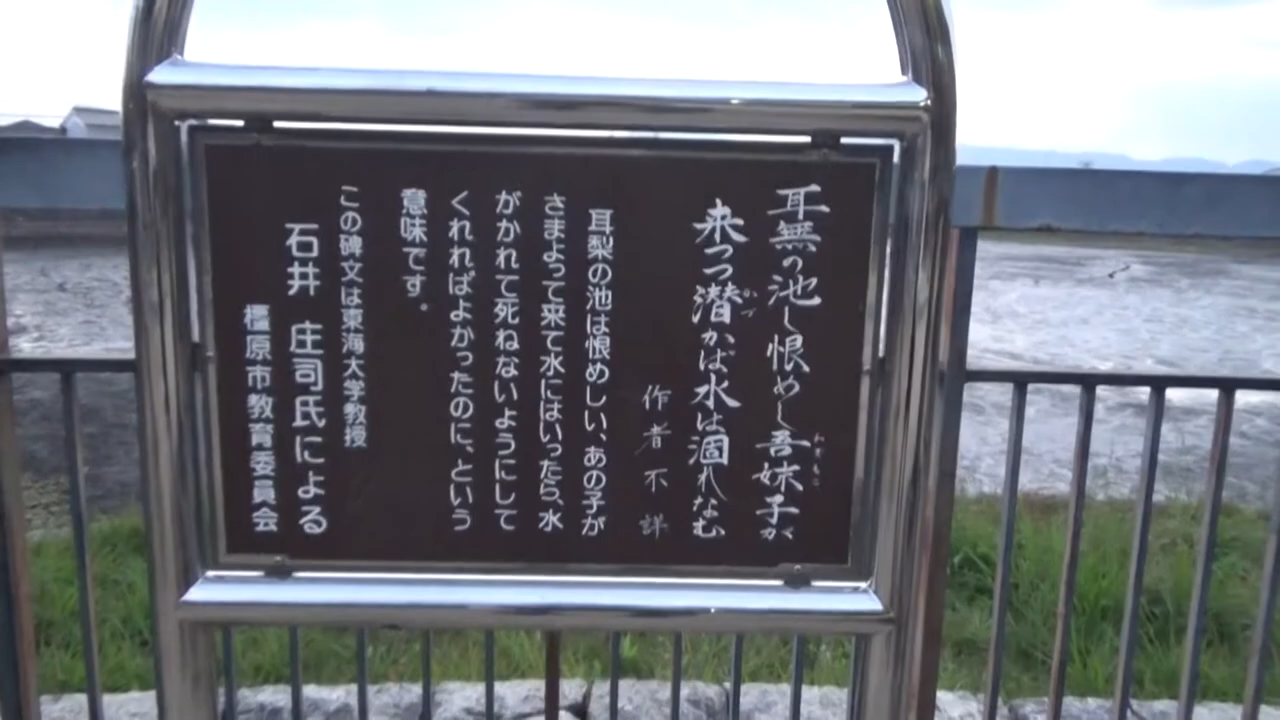 耳無の池し恨めし吾妹子が
来つつ潜かば水は涸れなむ
作者不詳
耳梨の池は恨めしい、あの子が
さまよって来て水にはいったら、水
がかれて死ねないようにして
くれればよかったのに、という
意味です。
この碑文は東海大学教授
石井 庄司氏による
橿原市教育委員会